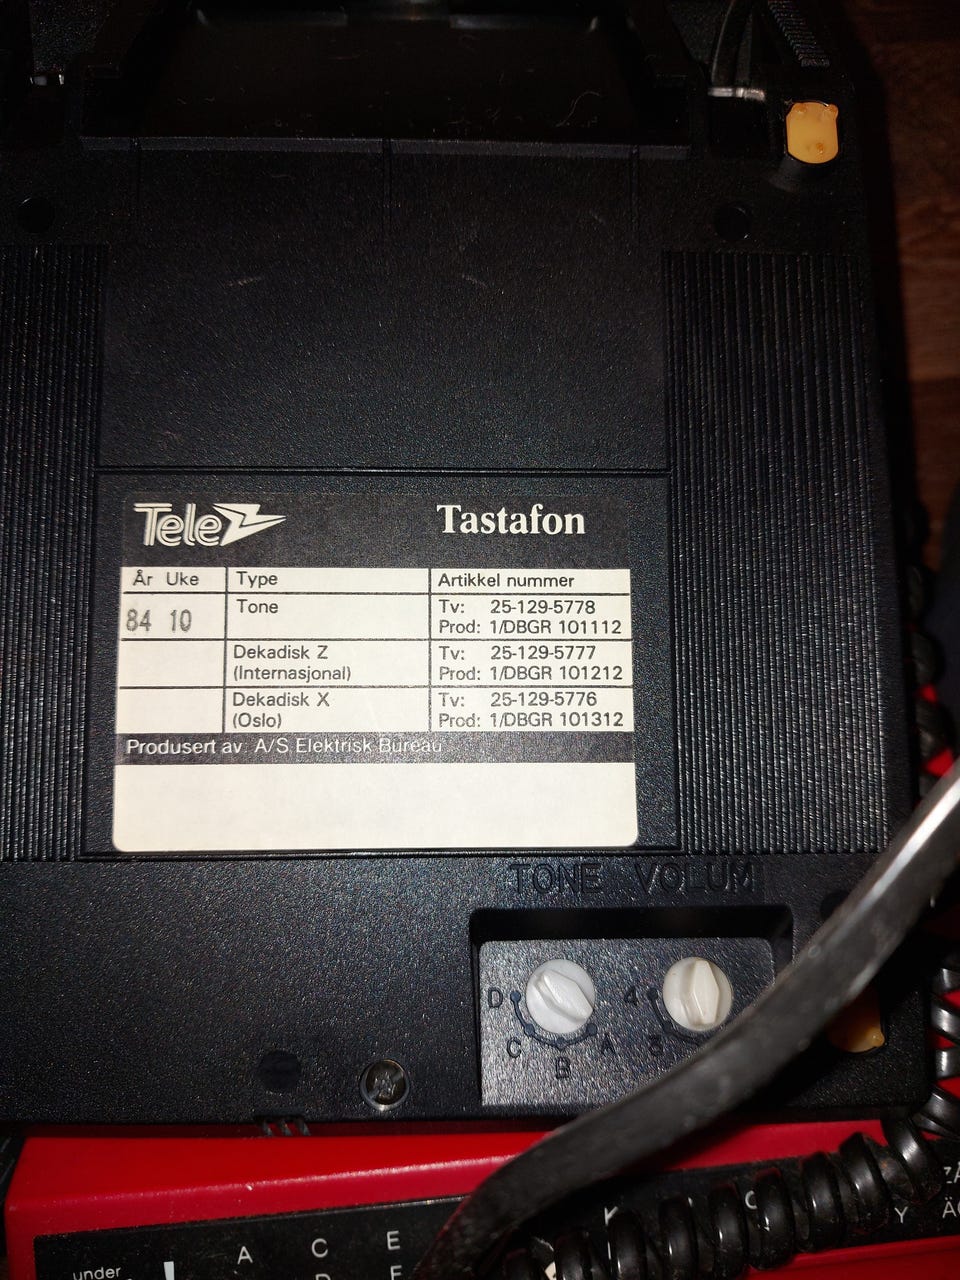 Tele Tastafon
År Uke Type Artikkel nummer
84 10 Tone Tv: 25-129-5778
Prod: 1/DBGR 101112
Dekadisk Z Tv: 25-129-5777
(Internasjonal) Prod: 1/DBGR 101212
Dekadisk X Tv: 25-129-5776
(Oslo) Prod: 1/DBGR 101312
Produsert av A/S Elektrisk Bureau
TONE VOLUM
D 4
C A 3
B
A C E
under D F
Y